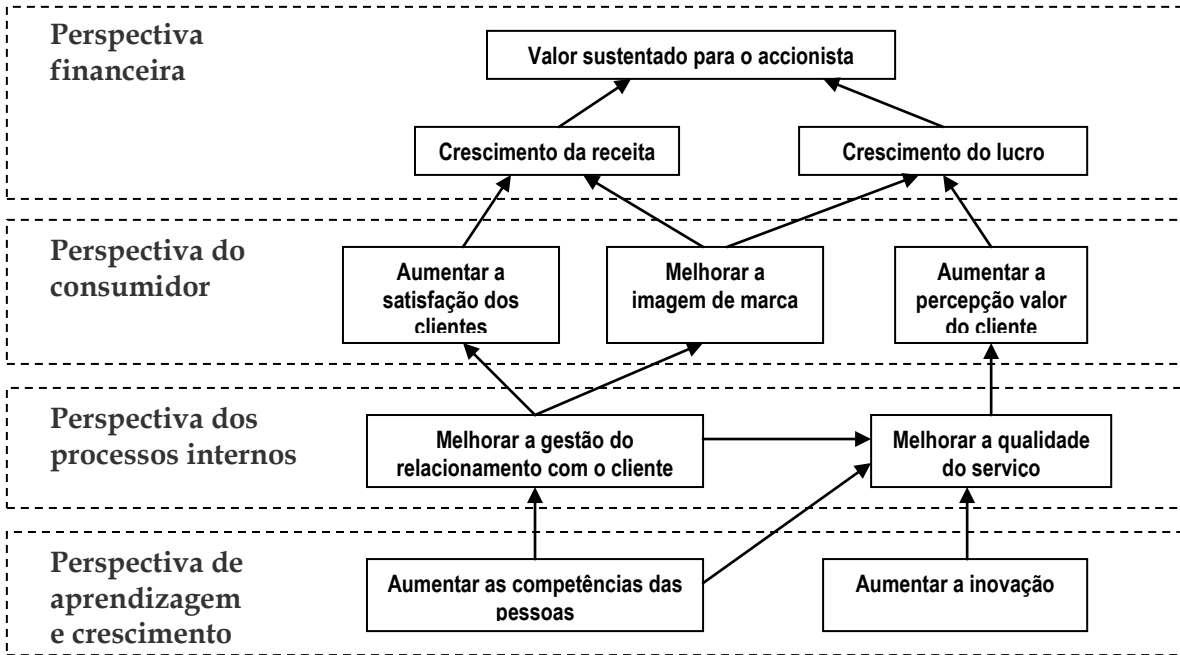 Perspectiva
financeira
Valor sustentado para o accionista
Crescimento da receita
Crescimento do lucro
Perspectiva do
consumidor
Aumentar a
satisfação dos
clientes
Melhorar a
imagem de marca
Aumentar a
percepção valor
do cliente
Perspectiva dos
processos internos
Melhorar a gestão do
relacionamento com o cliente
Melhorar a qualidade
do servico
Perspectiva de
aprendizagem
e crescimento
Aumentar as competências das
pessoas
Aumentar a inovação